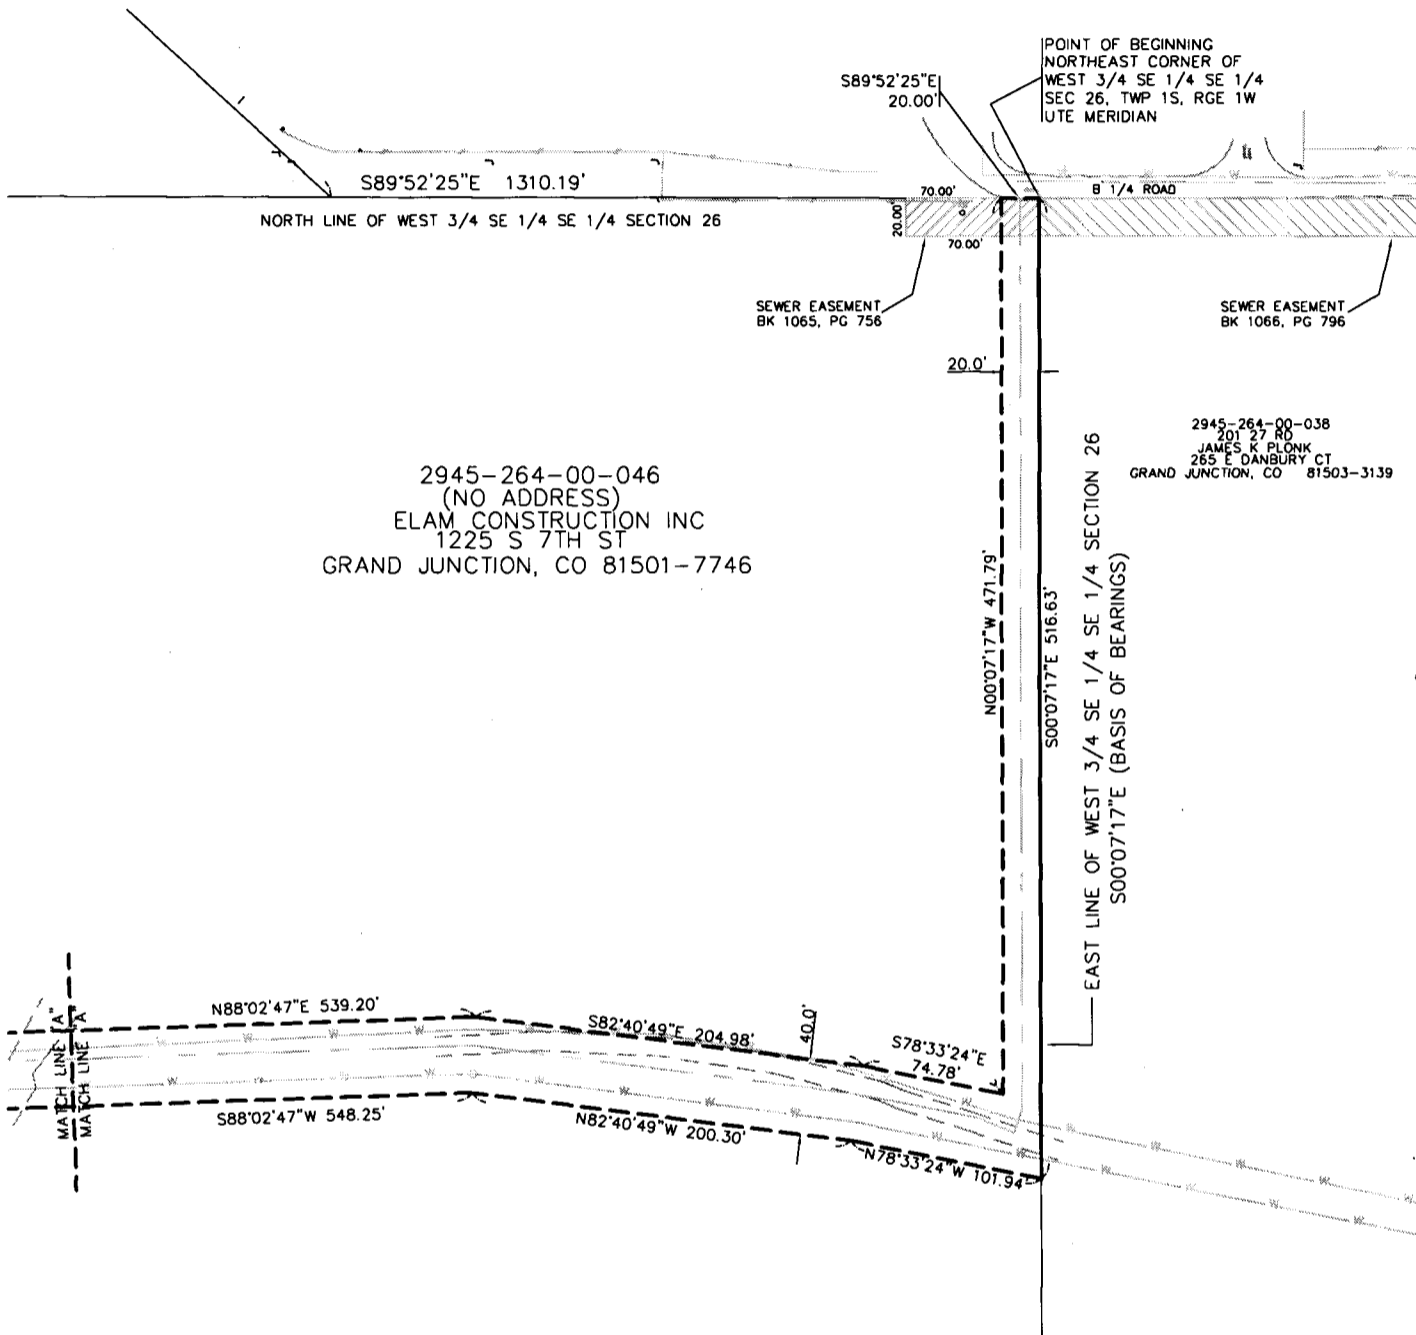 POINT OF BEGINNING
NORTHEAST CORNER OF
WEST 3/4 SE 1/4 SE 1/4
SEC 26, TWP 1S, RGE 1W
UTE MERIDIAN
S89°52'25"E
20.00'
S89°52'25"E 1310.19'
NORTH LINE OF WEST 3/4 SE 1/4 SE 1/4 SECTION 26
70.00'
B 1/4 ROAD
20.00'
70.00'
SEWER EASEMENT
BK 1065, PG 756
SEWER EASEMENT
BK 1066, PG 796
20.0'
2945-264-00-038
201 27 RD
JAMES K PLONK
265 E DANBURY CT
GRAND JUNCTION, CO 81503-3139
2945-264-00-046
(NO ADDRESS)
ELAM CONSTRUCTION INC
1225 S 7TH ST
GRAND JUNCTION, CO 81501-7746
N00°07'17"W 471.79'
S00°07'17"E 516.63'
EAST LINE OF WEST 3/4 SE 1/4 SE 1/4 SECTION 26
S00°07'17"E (BASIS OF BEARINGS)
MATCH LINE "A"
MATCH LINE "A"
N88°02'47"E 539.20'
S82°40'49"E 204.98'
40.0'
S78°33'24"E
74.78'
S88°02'47"W 548.25'
N82°40'49"W 200.30'
N78°33'24"W 101.94'
W W W W W W W W W W W W W W W W W W W W W W W